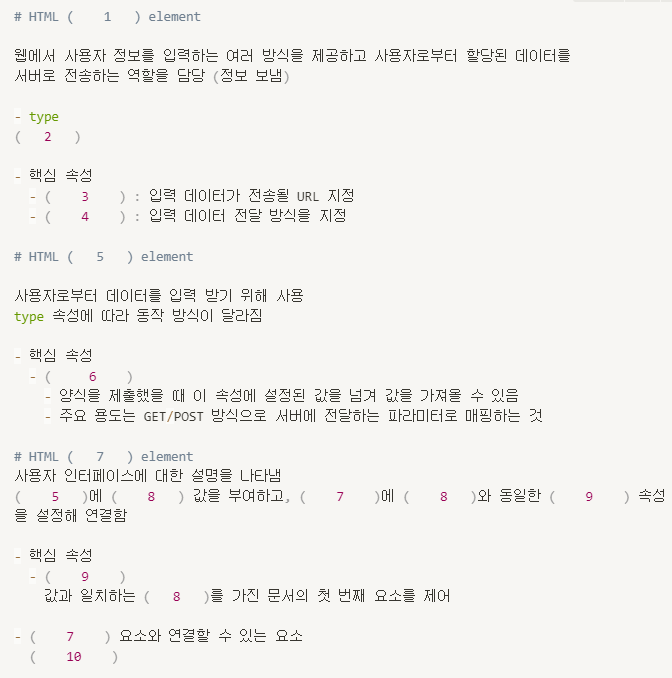 # HTML ( 1 ) element
웹에서 사용자 정보를 입력하는 여러 방식을 제공하고 사용자로부터 할당된 데이터를
서버로 전송하는 역할을 담당 (정보 보냄)
- type
( 2 )
- 핵심 속성
- ( 3 ) : 입력 데이터가 전송될 URL 지정
- ( 4 ) : 입력 데이터 전달 방식을 지정
# HTML ( 5 ) element
사용자로부터 데이터를 입력 받기 위해 사용
type 속성에 따라 동작 방식이 달라짐
- 핵심 속성
- ( 6 )
- 양식을 제출했을 때 이 속성에 설정된 값을 넘겨 값을 가져올 수 있음
- 주요 용도는 GET/POST 방식으로 서버에 전달하는 파라미터로 매핑하는 것
# HTML ( 7 ) element
사용자 인터페이스에 대한 설명을 나타냄
( 5 )에 ( 8 ) 값을 부여하고, ( 7 )에 ( 8 )와 동일한 ( 9 ) 속성
을 설정해 연결함
- 핵심 속성
- ( 9 )
값과 일치하는 ( 8 )를 가진 문서의 첫 번째 요소를 제어
- ( 7 ) 요소와 연결할 수 있는 요소
( 10 )